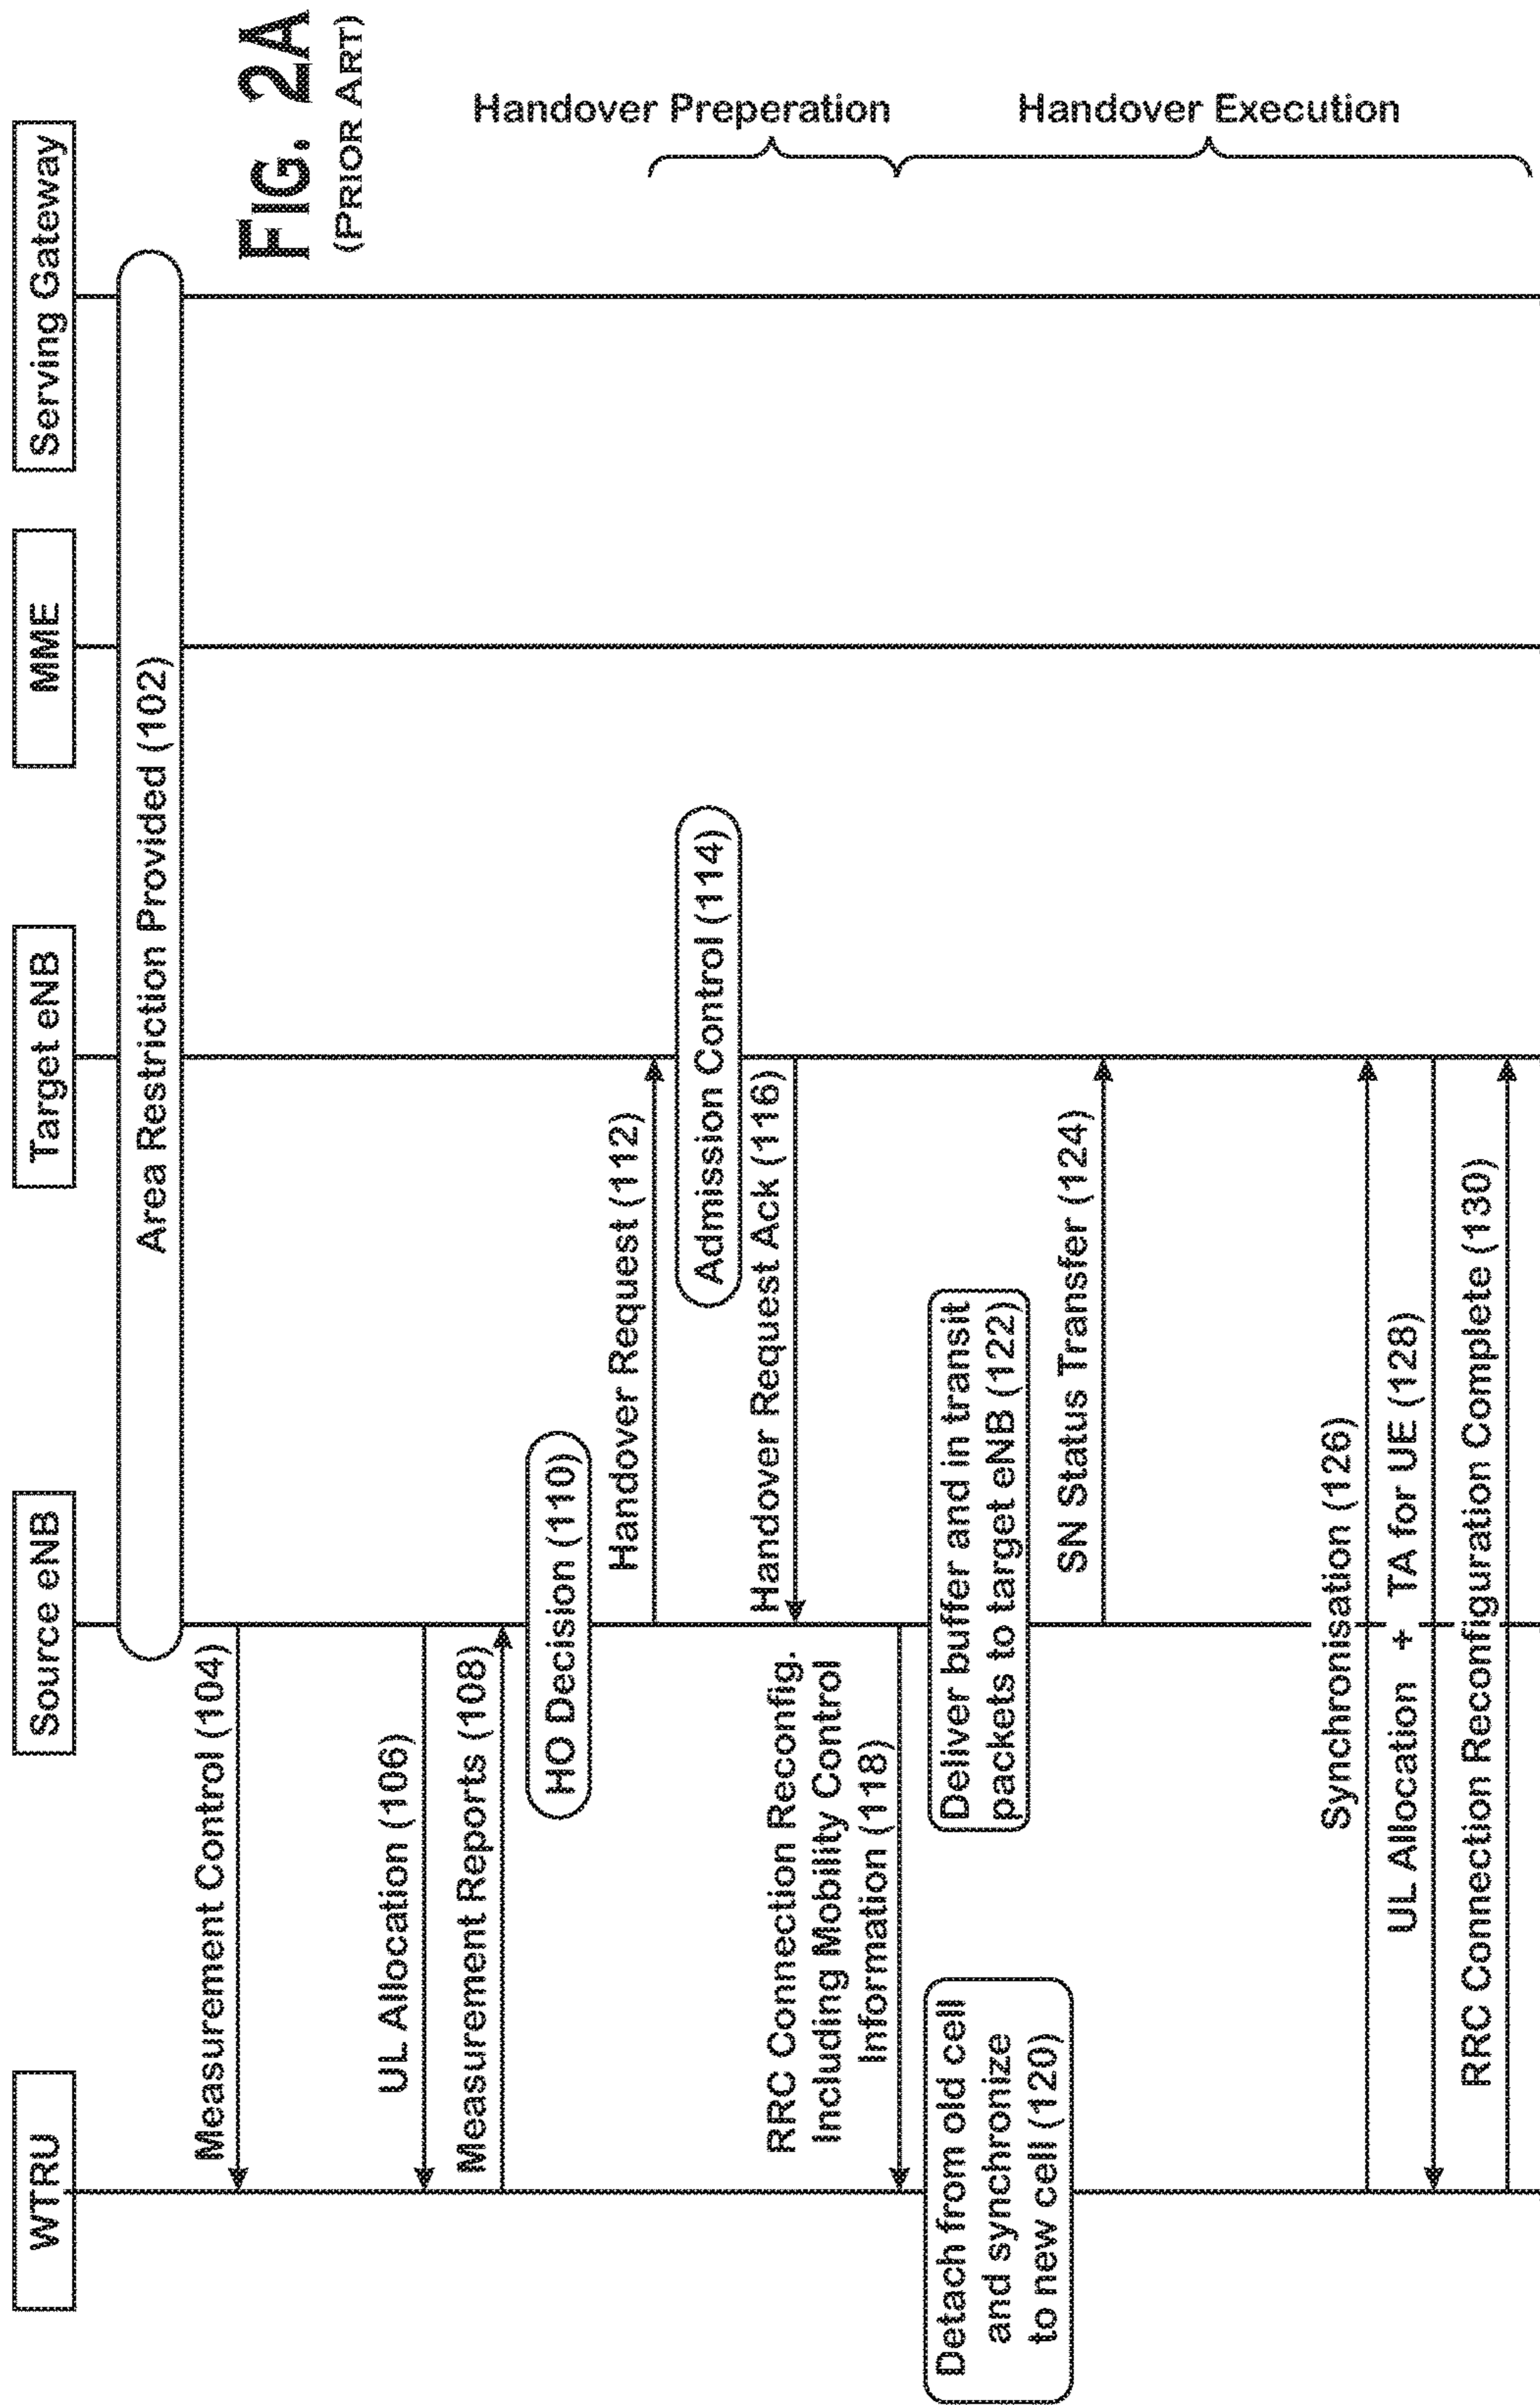 WTRU
Source eNB
Target eNB
MME
Serving Gateway
Area Restriction Provided (102)
FIG. 2A
(PRIOR ART)
Measurement Control (104)
UL Allocation (106)
Measurement Reports (108)
HO Decision (110)
Handover Request (112)
Admission Control (114)
Handover Request Ack (116)
Handover Preperation
RRC Connection Reconfig.
Including Mobility Control
Information (118)
Detach from old cell
and synchronize
to new cell (120)
Deliver buffer and in transit
packets to target eNB (122)
SN Status Transfer (124)
Handover Execution
Synchronisation (126)
UL Allocation + TA for UE (128)
RRC Connection Reconfiguration Complete (130)